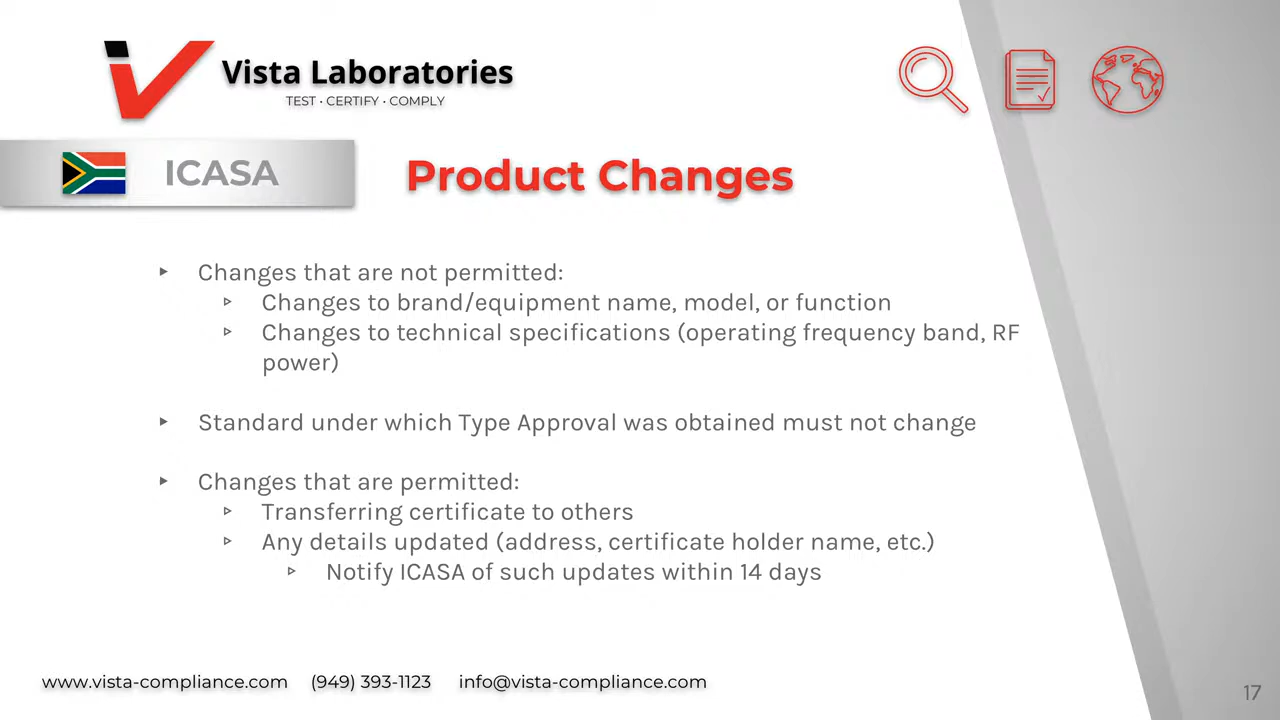 Vista Laboratories
TEST · CERTIFY · COMPLY
ICASA
Product Changes
‣ Changes that are not permitted:
▹ Changes to brand/equipment name, model, or function
▹ Changes to technical specifications (operating frequency band, RF
power)
‣ Standard under which Type Approval was obtained must not change
‣ Changes that are permitted:
▹ Transferring certificate to others
▹ Any details updated (address, certificate holder name, etc.)
▹ Notify ICASA of such updates within 14 days
www.vista-compliance.com (949) 393-1123 info@vista-compliance.com
17